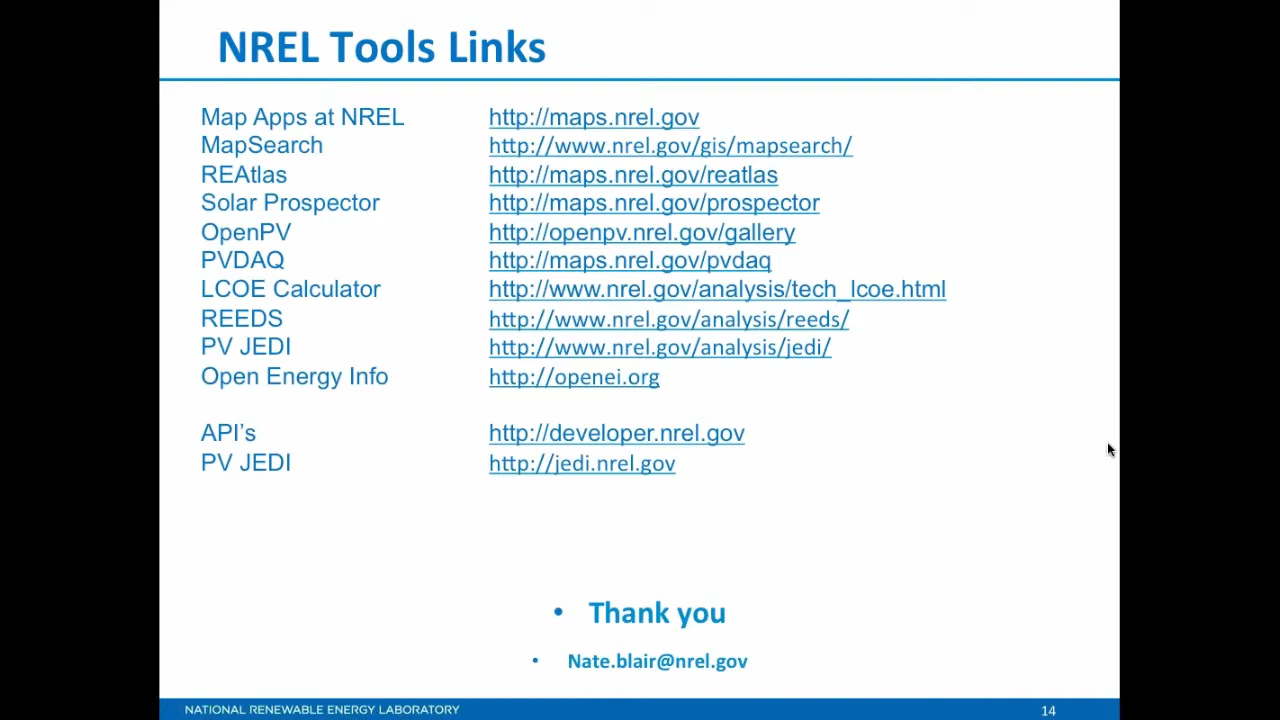 NREL Tools Links
Map Apps at NREL http://maps.nrel.gov
MapSearch http://www.nrel.gov/gis/mapsearch/
REAtlas http://maps.nrel.gov/reatlas
Solar Prospector http://maps.nrel.gov/prospector
OpenPV http://openpv.nrel.gov/gallery
PVDAQ http://maps.nrel.gov/pvdaq
LCOE Calculator http://www.nrel.gov/analysis/tech_lcoe.html
REEDS http://www.nrel.gov/analysis/reeds/
PV JEDI http://www.nrel.gov/analysis/jedi/
Open Energy Info http://openei.org
API’s http://developer.nrel.gov
PV JEDI http://jedi.nrel.gov
• Thank you
• Nate.blair@nrel.gov
NATIONAL RENEWABLE ENERGY LABORATORY 14